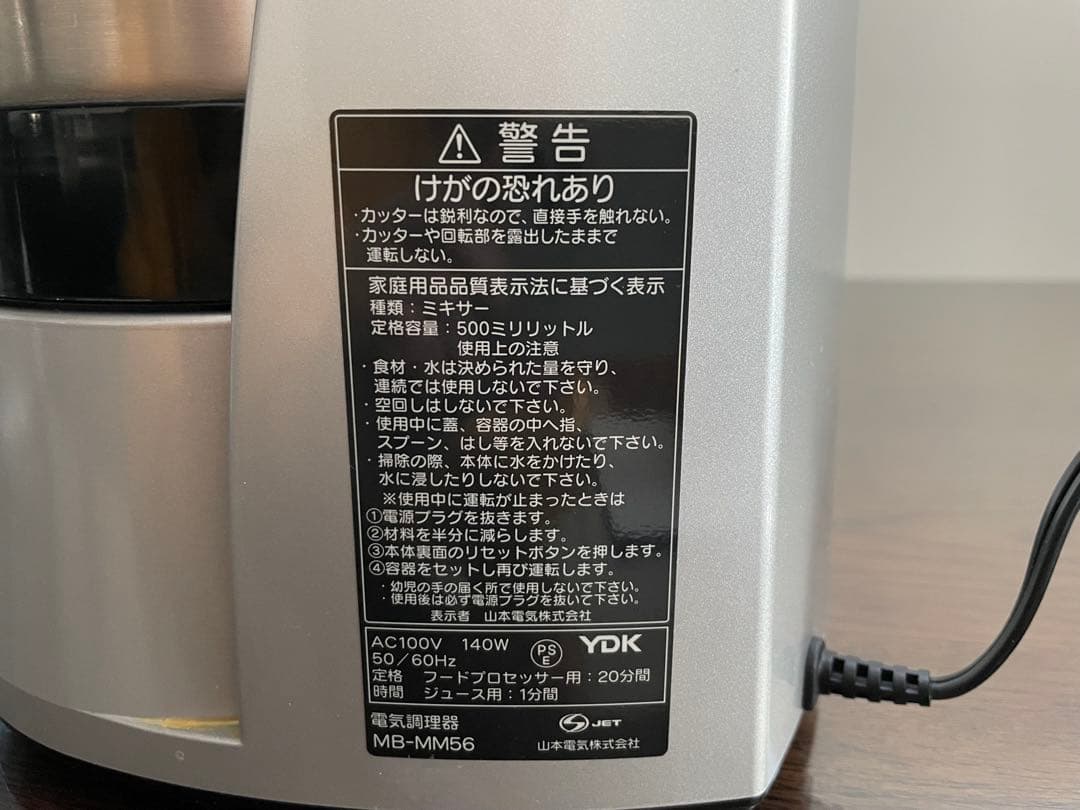 ⚠ 警告
けがの恐れあり
・カッターは鋭利なので、直接手を触れない。
・カッターや回転部を露出したままで
運転しない。
家庭用品品質表示法に基づく表示
種類：ミキサー
定格容量：500ミリリットル
使用上の注意
・食材・水は決められた量を守り、
連続では使用しないで下さい。
・空回しはしないで下さい。
・使用中に蓋、容器の中へ指、
スプーン、はし等を入れないで下さい。
・掃除の際、本体に水をかけたり、
水に浸したりしないで下さい。
※使用中に運転が止まったときは
①電源プラグを抜きます。
②材料を半分に減らします。
③本体裏面のリセットボタンを押します。
④容器をセットし再び運転します。
・幼児の手の届く所で使用しないで下さい。
・使用後は必ず電源プラグを抜いて下さい。
表示者 山本電気株式会社
AC100V 140W PSE YDK
50／60Hz
定格 フードプロセッサー用：20分間
時間 ジュース用：1分間
電気調理器 S JET
MB-MM56 山本電気株式会社